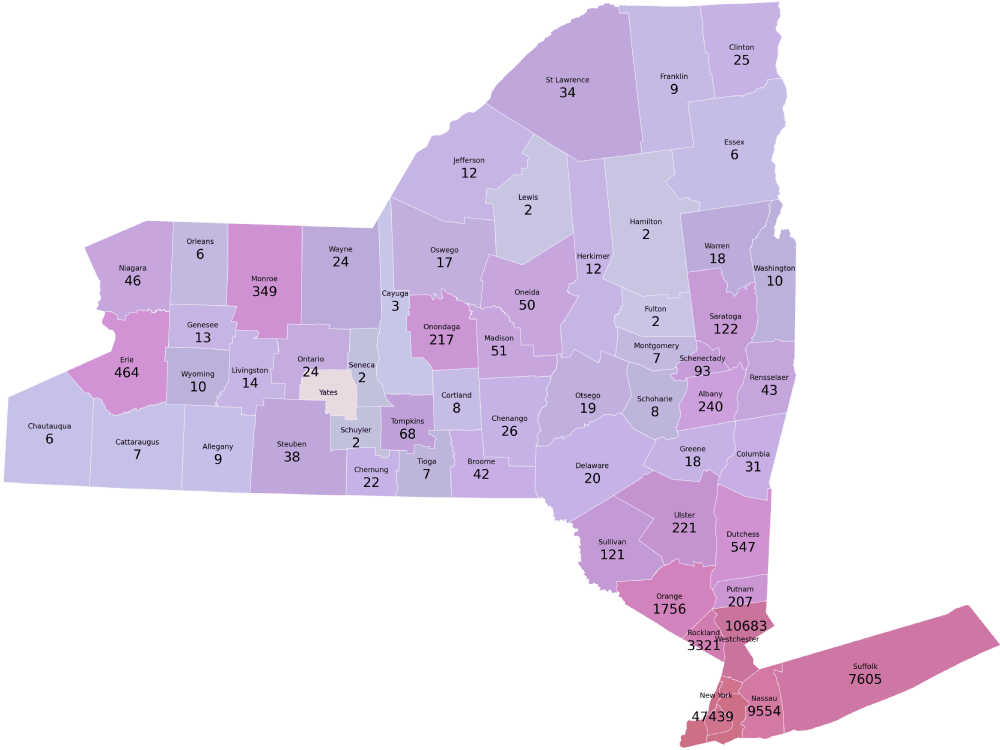 Clinton
25
St Lawrence
34
Franklin
9
Essex
6
Jefferson
12
Lewis
2
Hamilton
2
Herkimer
12
Warren
18
Washington
10
Orleans
6
Niagara
46
Monroe
349
Wayne
24
Oswego
17
Cayuga
3
Oneida
50
Fulton
2
Saratoga
122
Onondaga
217
Madison
51
Montgomery
7
Schenectady
93
Genesee
13
Erie
464
Wyoming
10
Livingston
14
Ontario
24
Seneca
2
Yates
Cortland
8
Otsego
19
Schoharie
8
Albany
240
Rensselaer
43
Chautauqua
6
Cattaraugus
7
Allegany
9
Steuben
38
Schuyler
2
Tompkins
68
Chenango
26
Chemung
22
Tioga
7
Broome
42
Delaware
20
Greene
18
Columbia
31
Ulster
221
Sullivan
121
Dutchess
547
Putnam
207
Orange
1756
10683
Westchester
Rockland
3321
Suffolk
7605
Nassau
9554
New York
47439